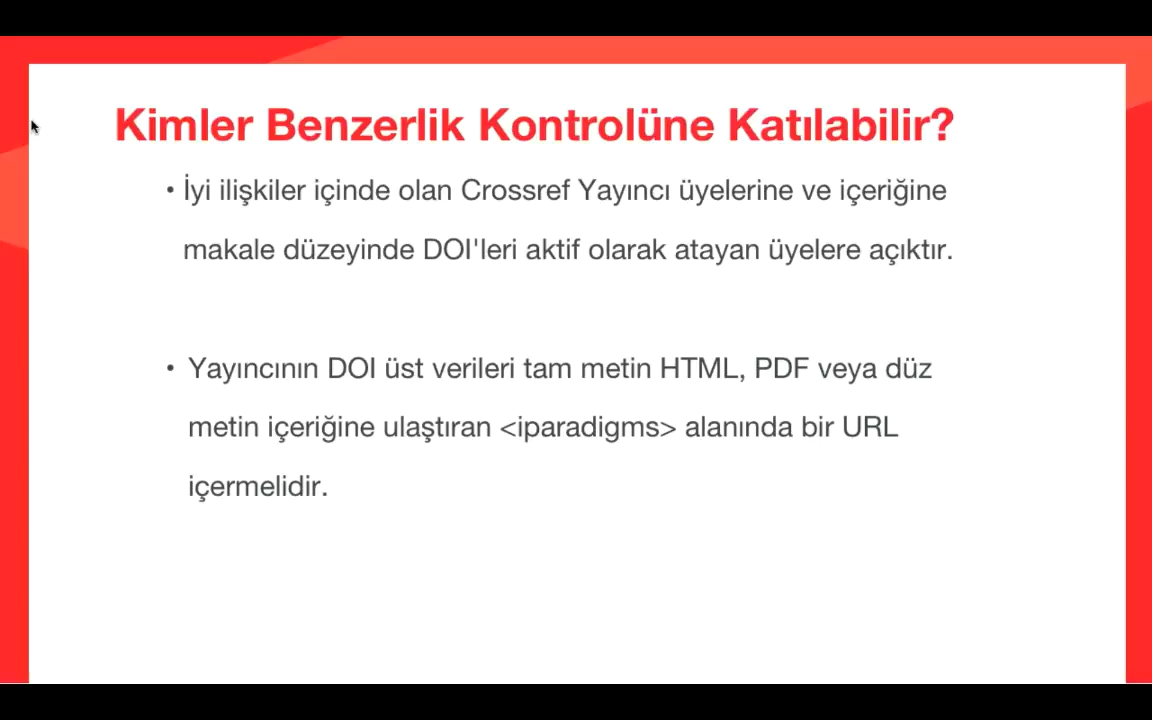 Kimler Benzerlik Kontrolüne Katılabilir?
• İyi ilişkiler içinde olan Crossref Yayıncı üyelerine ve içeriğine
makale düzeyinde DOI'leri aktif olarak atayan üyelere açıktır.
• Yayıncının DOI üst verileri tam metin HTML, PDF veya düz
metin içeriğine ulaştıran <iparadigms> alanında bir URL
içermelidir.